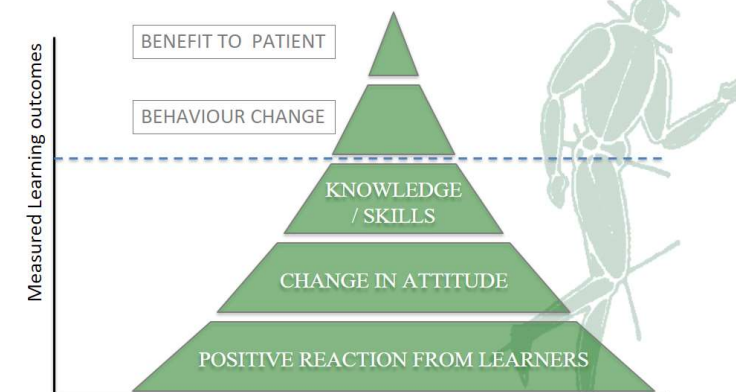 BENEFIT TO PATIENT
BEHAVIOUR CHANGE
KNOWLEDGE
/ SKILLS
CHANGE IN ATTITUDE
POSITIVE REACTION FROM LEARNERS
Measured Learning outcomes